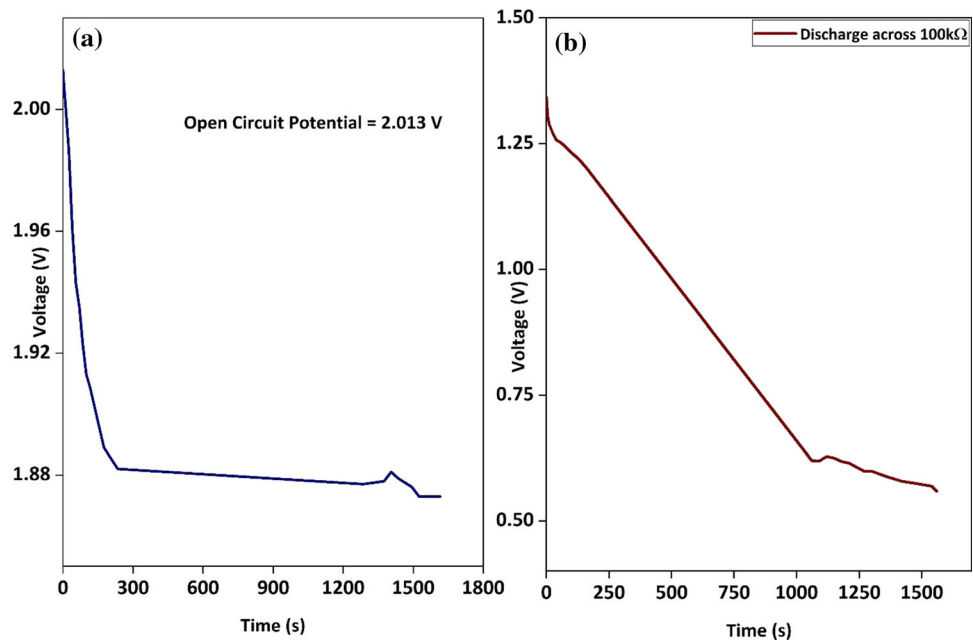 (a)
Open Circuit Potential = 2.013 V
2.00
1.96
1.92
1.88
Voltage (V)
0 300 600 900 1200 1500 1800
Time (s)
(b)
Discharge across 100kΩ
1.50
1.25
1.00
0.75
0.50
Voltage (V)
0 250 500 750 1000 1250 1500
Time (s)